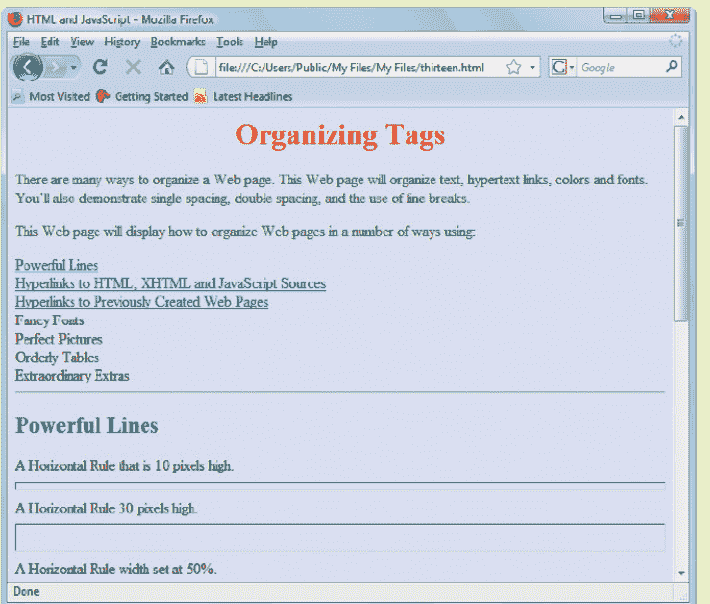 HTML and JavaScript - Mozilla Firefox
File Edit View History Bookmarks Tools Help
file:///C:/Users/Public/My Files/My Files/thirteen.html
Google
Most Visited Getting Started Latest Headlines
Organizing Tags
There are many ways to organize a Web page. This Web page will organize text, hypertext links, colors and fonts.
You'll also demonstrate single spacing, double spacing, and the use of line breaks.
This Web page will display how to organize Web pages in a number of ways using:
Powerful Lines
Hyperlinks to HTML, XHTML and JavaScript Sources
Hyperlinks to Previously Created Web Pages
Fancy Fonts
Perfect Pictures
Orderly Tables
Extraordinary Extras
Powerful Lines
A Horizontal Rule that is 10 pixels high.
A Horizontal Rule 30 pixels high.
A Horizontal Rule width set at 50%.
Done